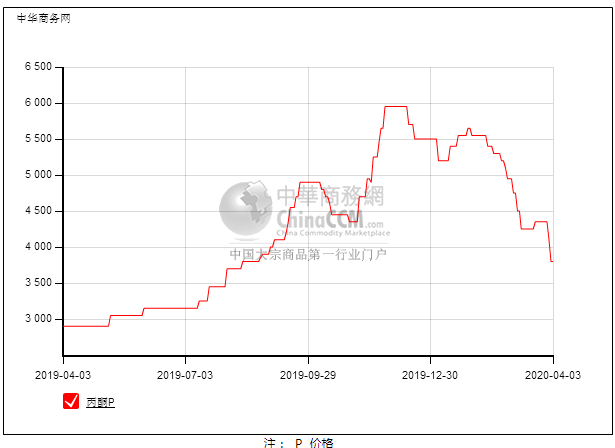 中华商务网
6 500
6 000
5 500
5 000
4 500
4 000
3 500
3 000
中華商務網
ChinaCCM.com
China Commodity Marketplace
中国大宗商品第一行业门户
2019-04-03 2019-07-03 2019-09-29 2019-12-30 2020-04-03
丙酮P
注： P 价格